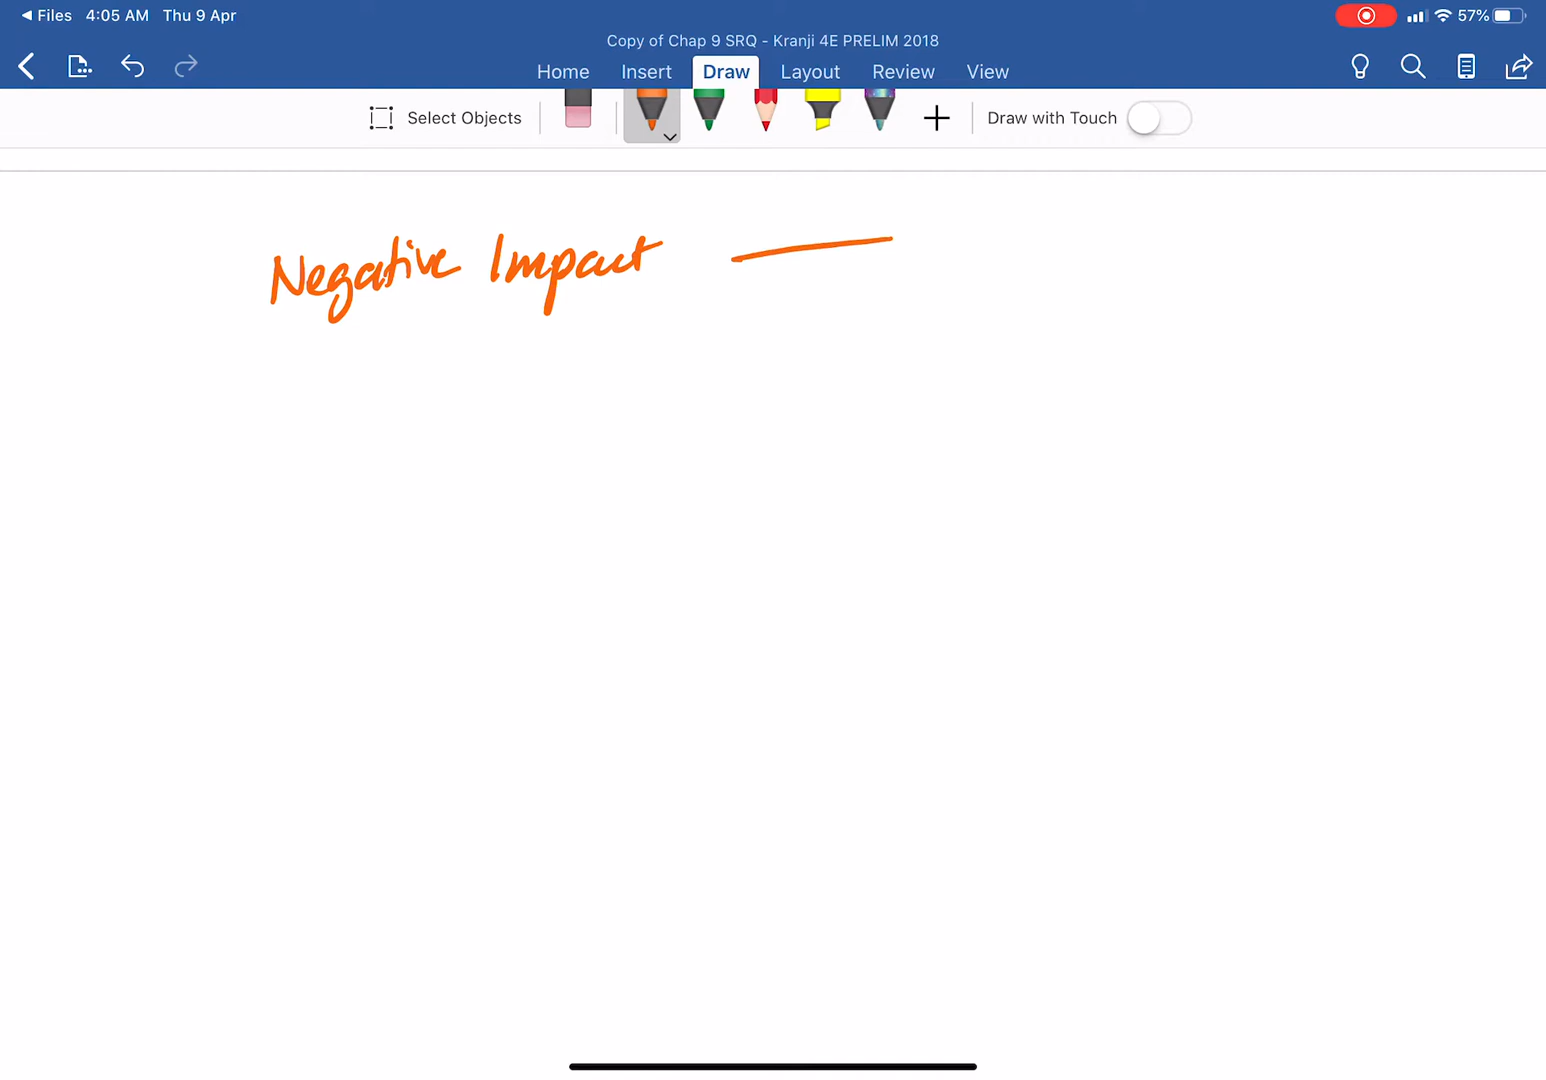 Files 4:05 AM Thu 9 Apr 57%
Copy of Chap 9 SRQ - Kranji 4E PRELIM 2018
Home Insert Draw Layout Review View
Select Objects Draw with Touch
Negative Impact